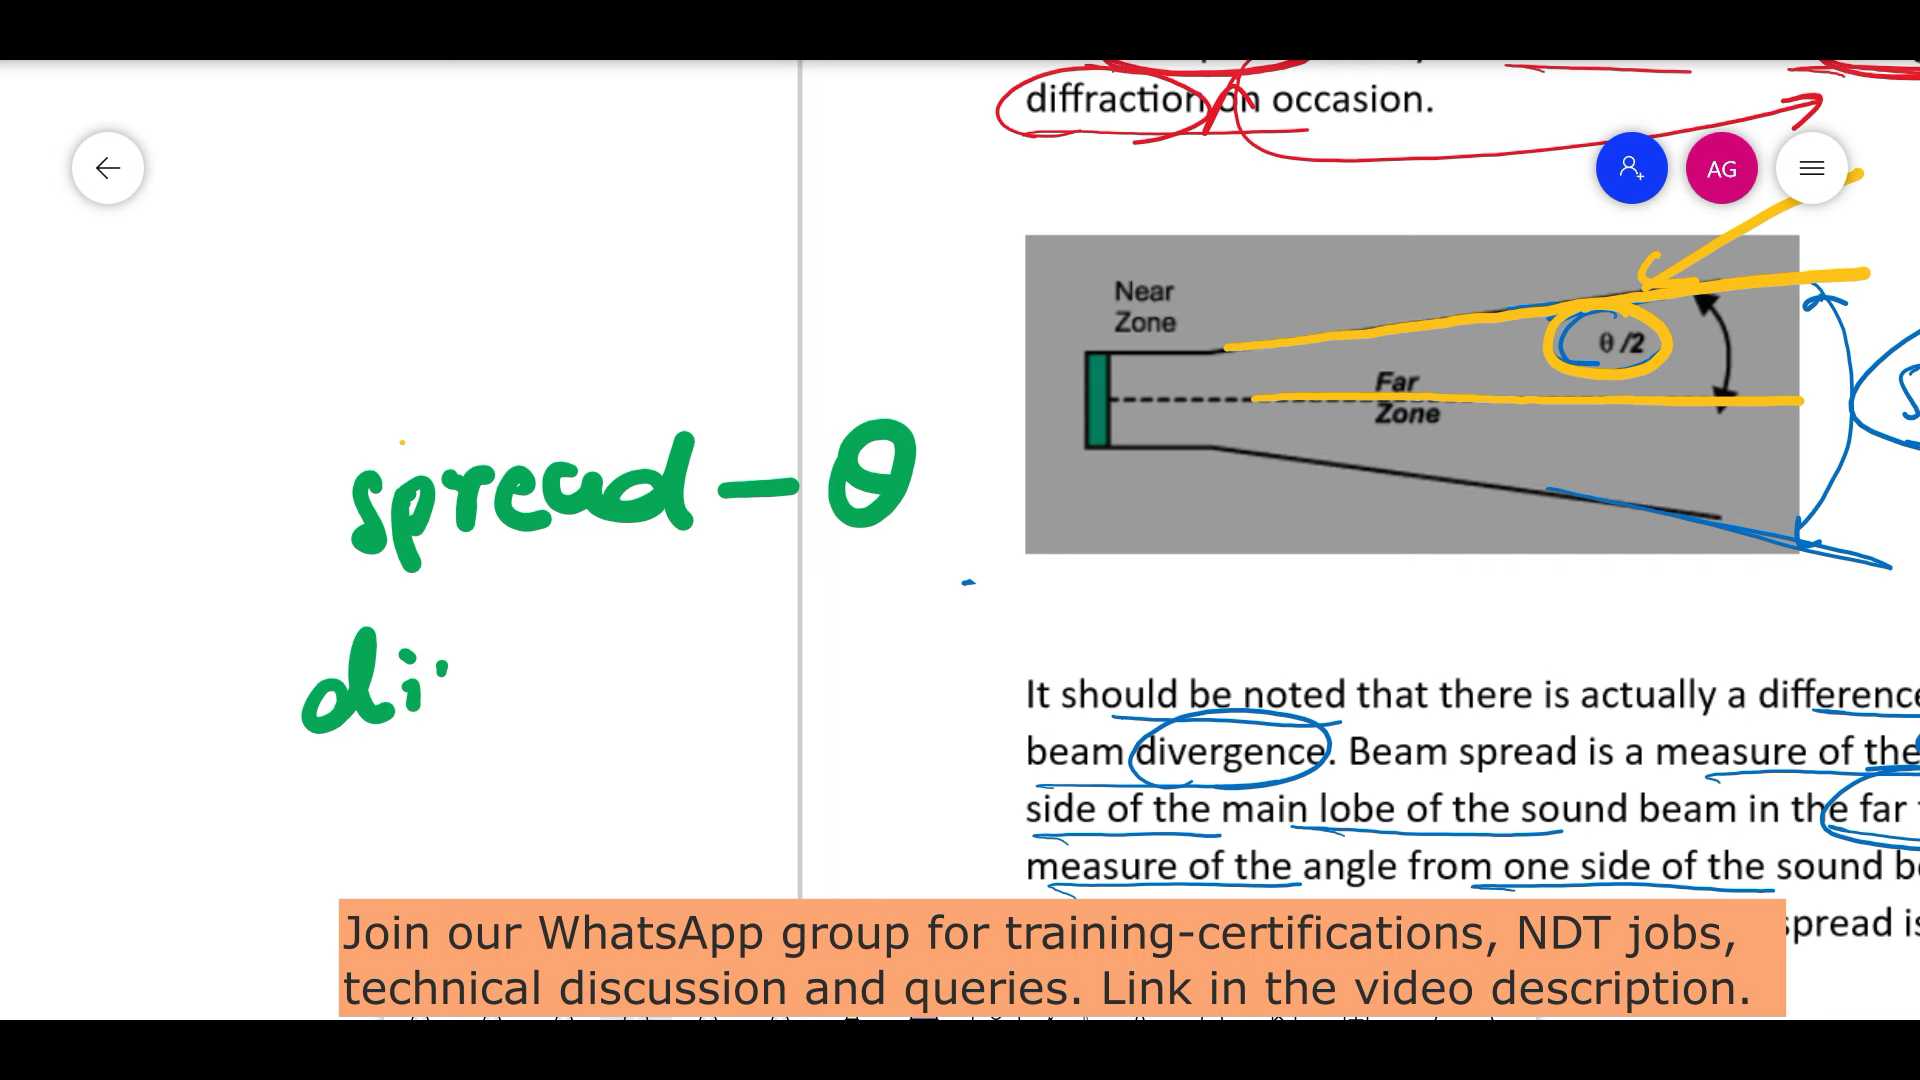 diffraction on occasion.
AG
Near
Zone
θ /2
Far
Zone
spread - θ
di
It should be noted that there is actually a difference
beam divergence. Beam spread is a measure of the
side of the main lobe of the sound beam in the far
measure of the angle from one side of the sound
spread is
Join our WhatsApp group for training-certifications, NDT jobs,
technical discussion and queries. Link in the video description.